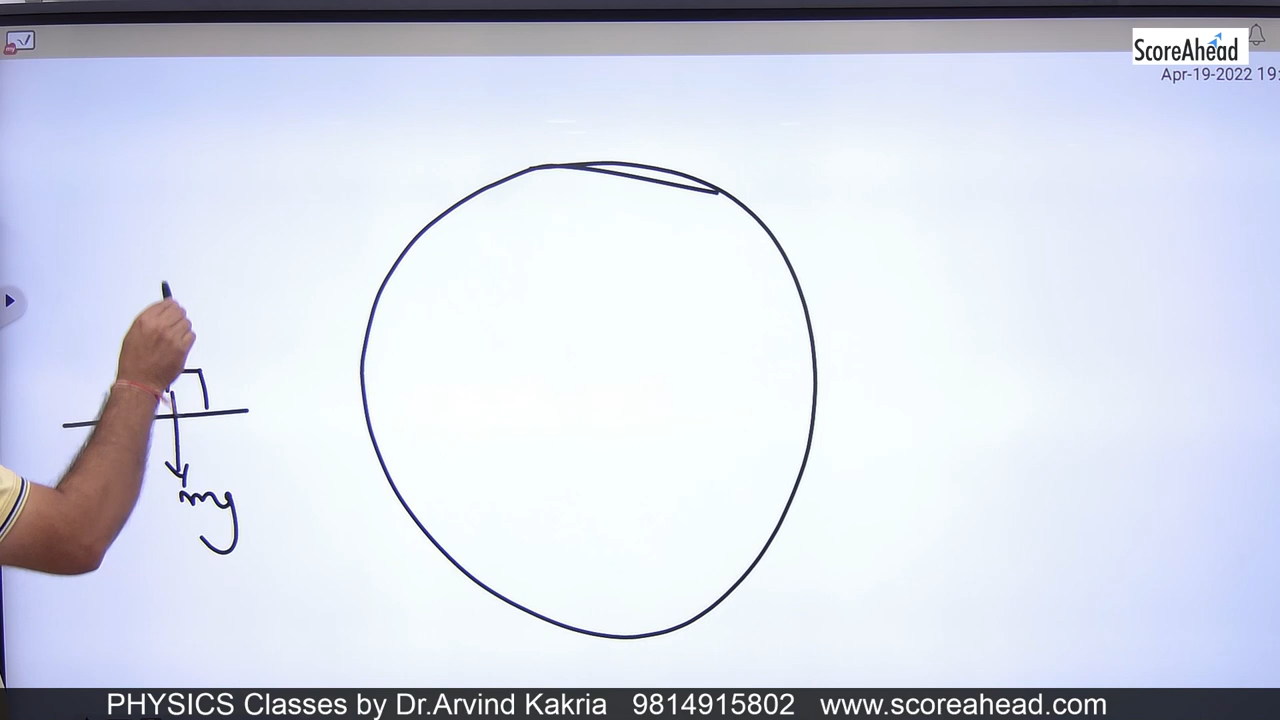 ScoreAhead
Apr-19-2022 19:
mg
PHYSICS Classes by Dr.Arvind Kakria 9814915802 www.scoreahead.com